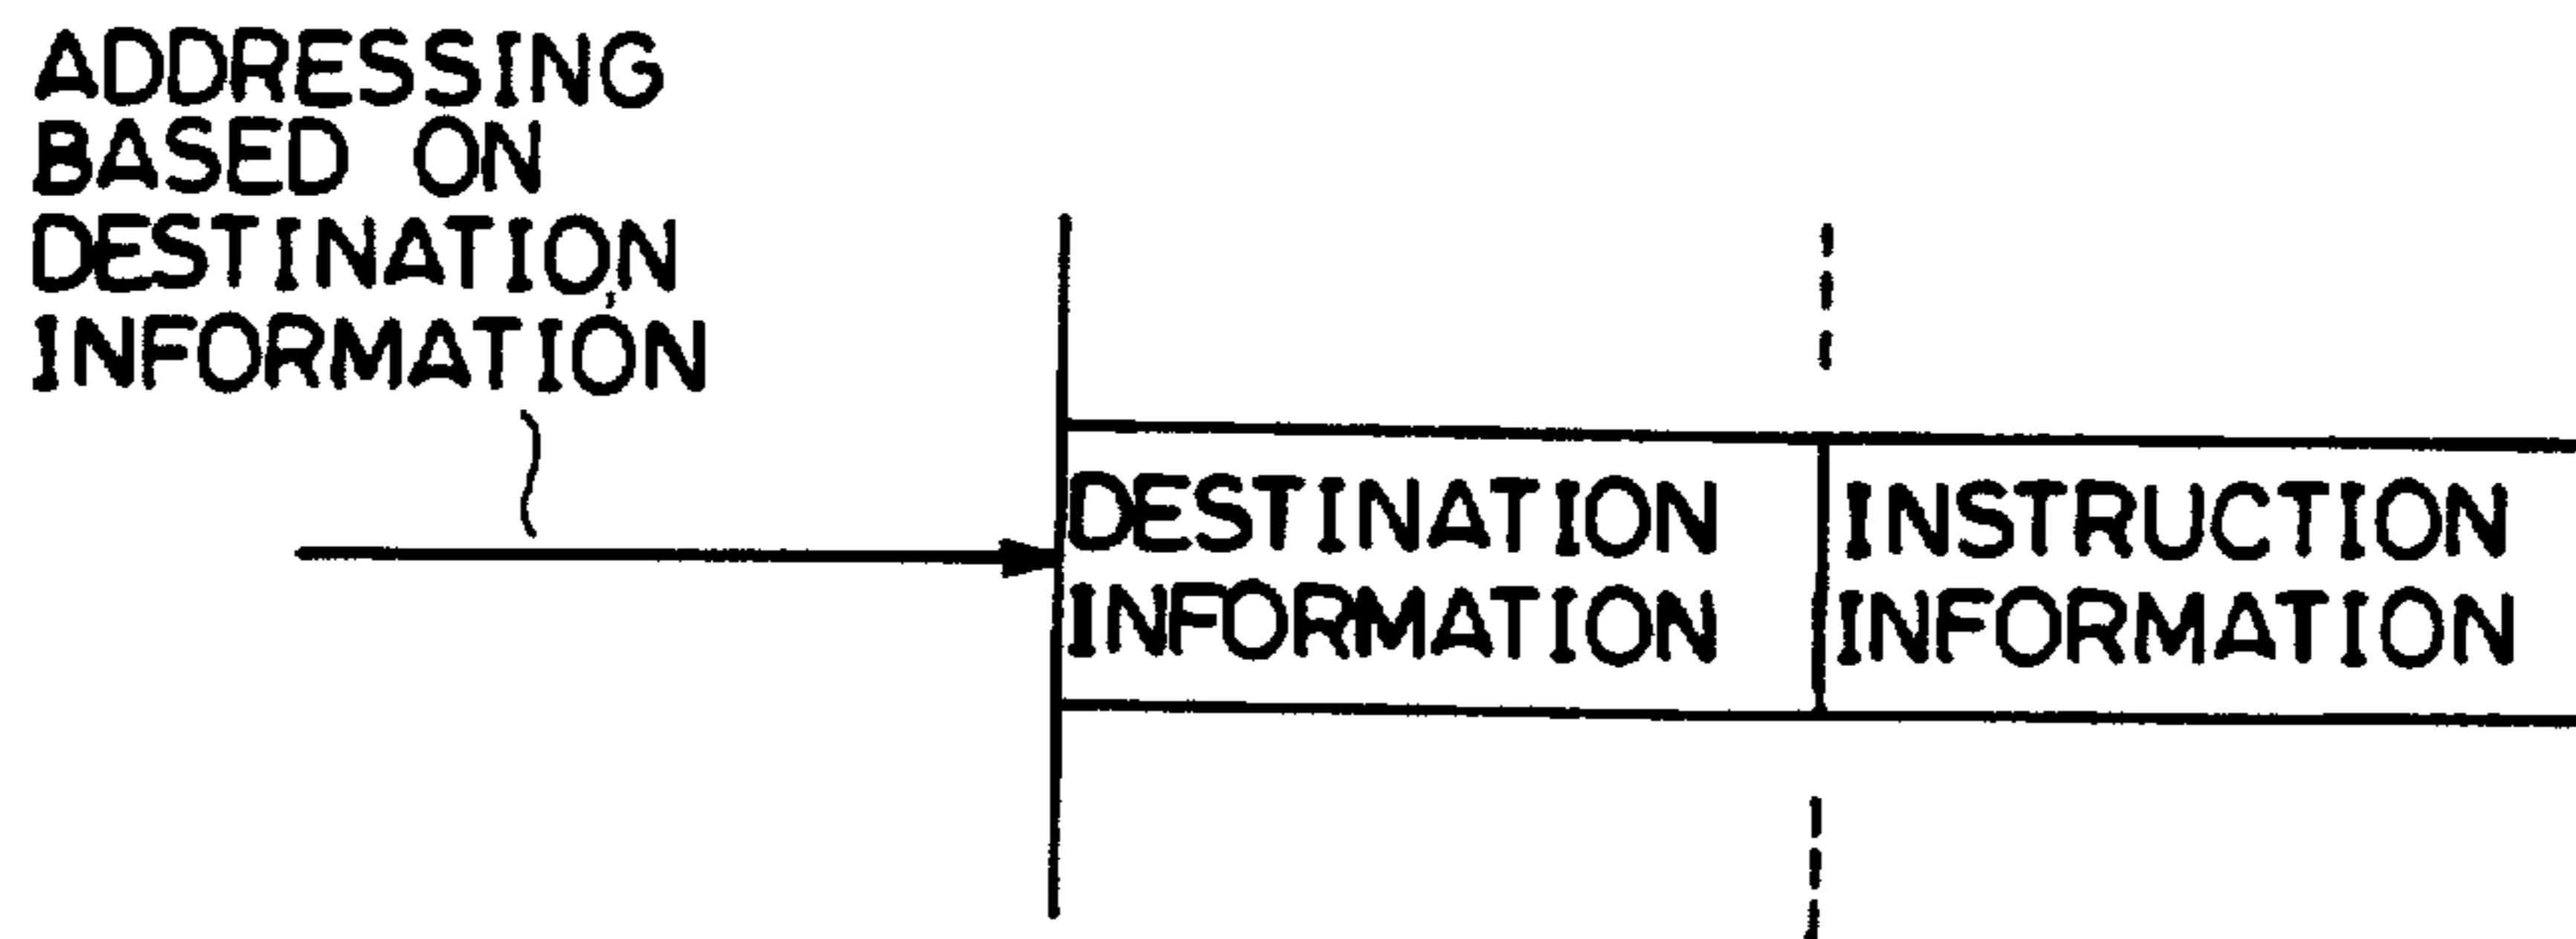 ADDRESSING
BASED ON
DESTINATION
INFORMATION
DESTINATION
INFORMATION
INSTRUCTION
INFORMATION